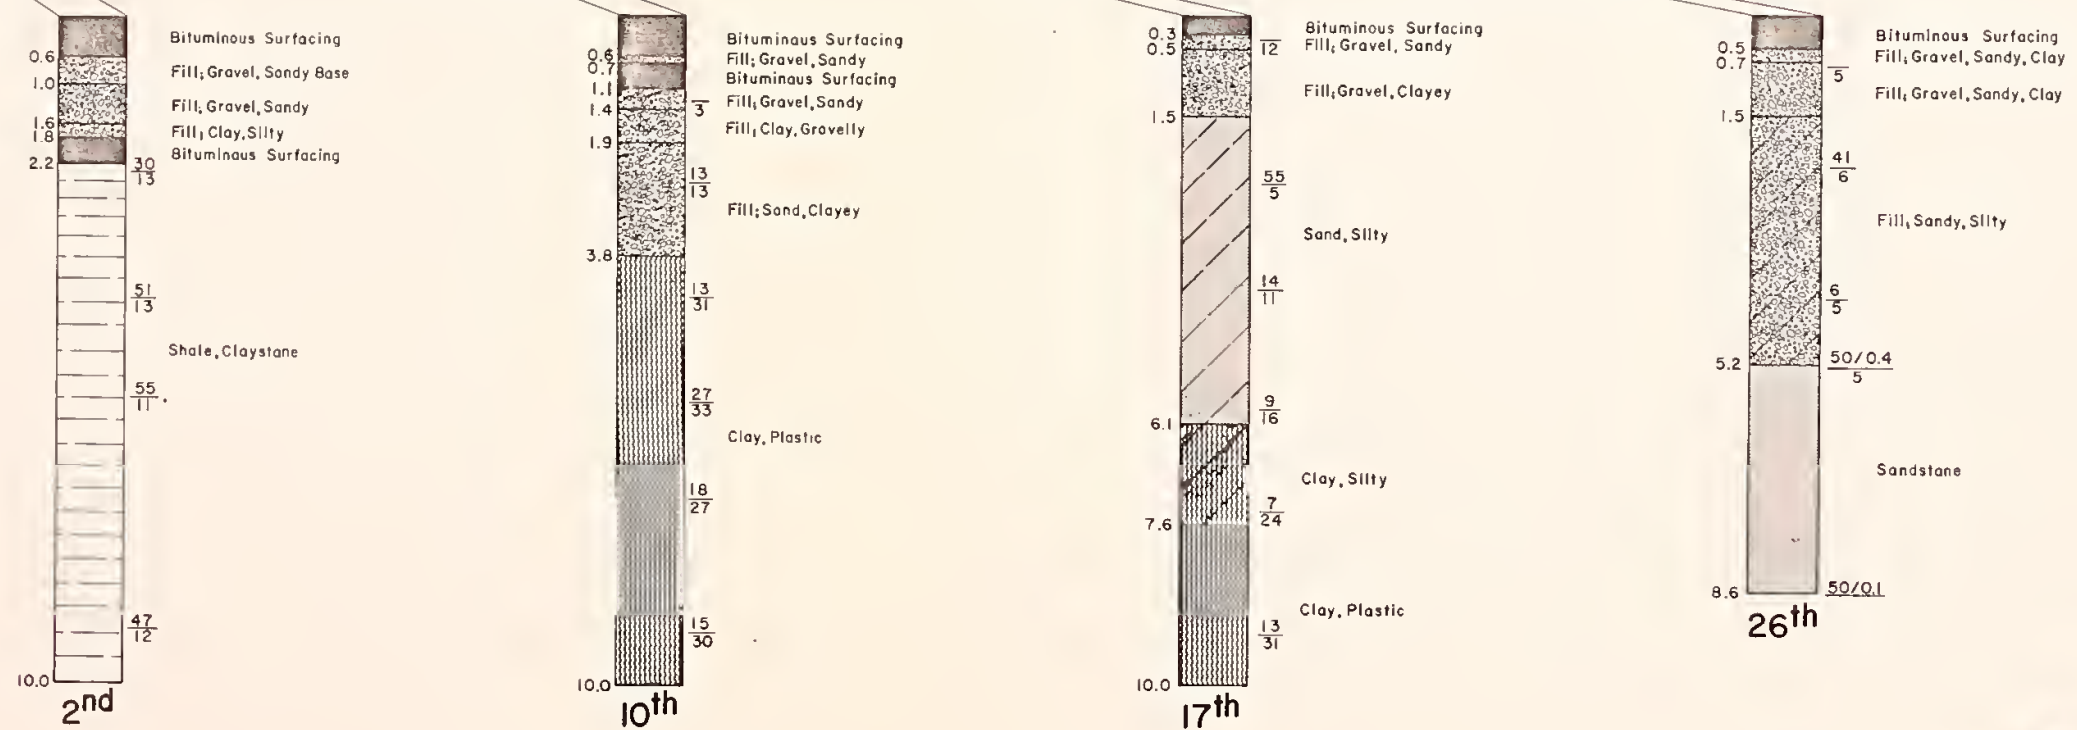 Bituminous Surfacing
0.6
Fill; Gravel, Sandy Base
1.0
Fill; Gravel, Sandy
1.6
Fill; Clay, Silty
1.8
Bituminous Surfacing
2.2
30
13
51
13
Shale, Claystone
55
11
47
12
10.0
2nd
Bituminous Surfacing
0.6
Fill; Gravel, Sandy
0.7
Bituminous Surfacing
1.1
Fill; Gravel, Sandy
1.4
3
Fill; Clay, Gravelly
1.9
13
13
Fill; Sand, Clayey
3.8
13
31
27
33
Clay, Plastic
18
27
15
30
10.0
10th
Bituminous Surfacing
0.3
Fill; Gravel, Sandy
0.5
12
Fill; Gravel, Clayey
1.5
55
5
Sand, Silty
14
11
9
16
6.1
Clay, Silty
7
24
7.6
Clay, Plastic
13
31
10.0
17th
Bituminous Surfacing
0.5
Fill; Gravel, Sandy, Clay
0.7
5
Fill; Gravel, Sandy, Clay
1.5
41
6
Fill; Sandy, Silty
6
5
5.2
50/0.4
5
Sandstone
8.6
50/0.1
26th